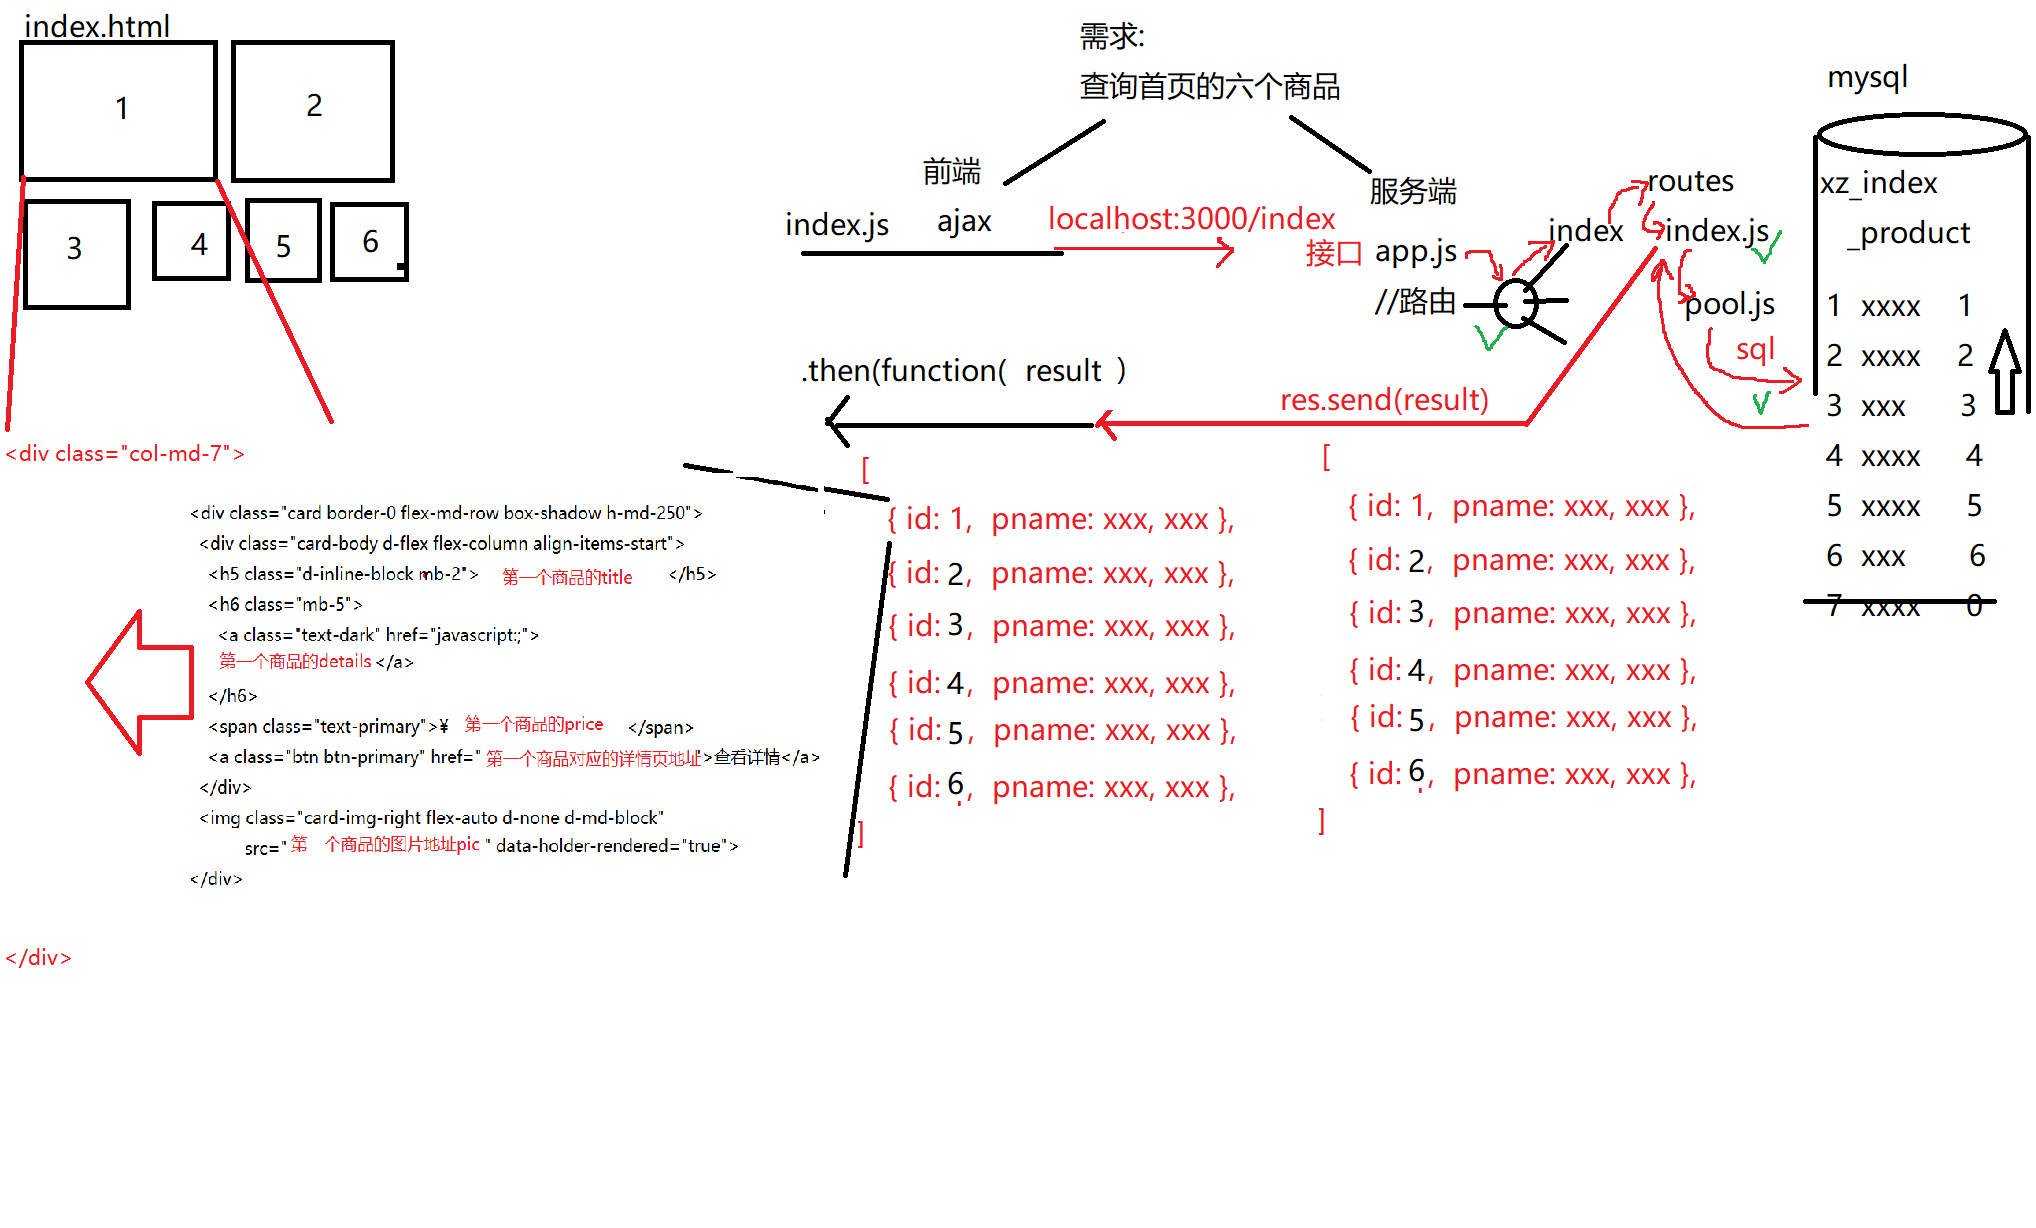 index.html
1
2
3
4
5
6
需求:
查询首页的六个商品
前端
index.js ajax
localhost:3000/index
服务端
接口 app.js
//路由
index
routes
index.js
pool.js
sql
mysql
xz_index
_product
1 xxxx 1
2 xxxx 2
3 xxx 3
4 xxxx 4
5 xxxx 5
6 xxx 6
7 xxxx 0
.then(function( result )
res.send(result)
[
{ id: 1, pname: xxx, xxx },
{ id: 2, pname: xxx, xxx },
{ id: 3, pname: xxx, xxx },
{ id: 4, pname: xxx, xxx },
{ id: 5, pname: xxx, xxx },
{ id: 6, pname: xxx, xxx },
]
[
{ id: 1, pname: xxx, xxx },
{ id: 2, pname: xxx, xxx },
{ id: 3, pname: xxx, xxx },
{ id: 4, pname: xxx, xxx },
{ id: 5, pname: xxx, xxx },
{ id: 6, pname: xxx, xxx },
]
<div class="col-md-7">
<div class="card border-0 flex-md-row box-shadow h-md-250">
<div class="card-body d-flex flex-column align-items-start">
<h5 class="d-inline-block mb-2"> 第一个商品的title </h5>
<h6 class="mb-5">
<a class="text-dark" href="javascript:;">
第一个商品的details </a>
</h6>
<span class="text-primary">¥ 第一个商品的price </span>
<a class="btn btn-primary" href=" 第一个商品对应的详情页地址">查看详情</a>
</div>
<img class="card-img-right flex-auto d-none d-md-block"
src=" 第 个商品的图片地址pic " data-holder-rendered="true">
</div>
</div>